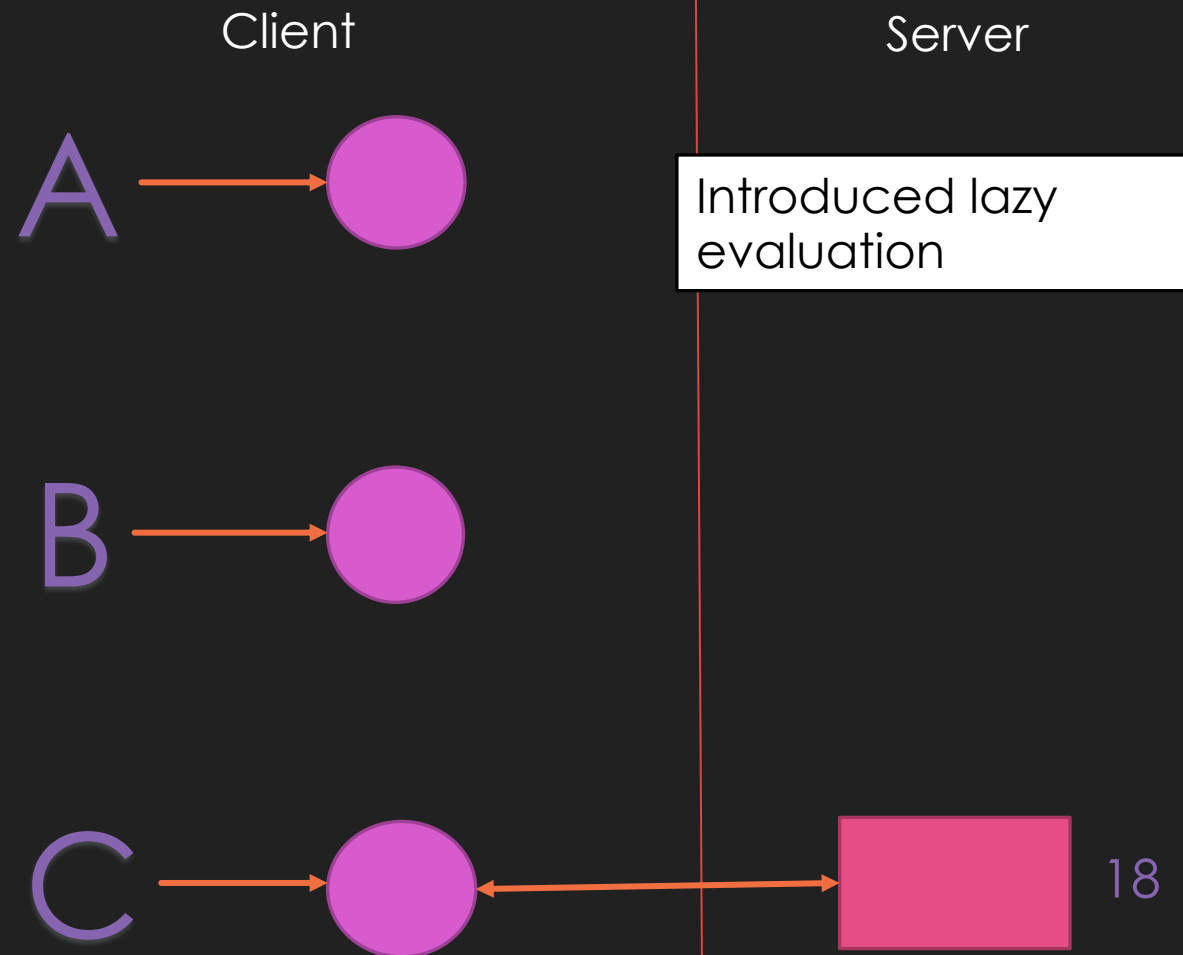 Client
Server
A
Introduced lazy
evaluation
B
C
18